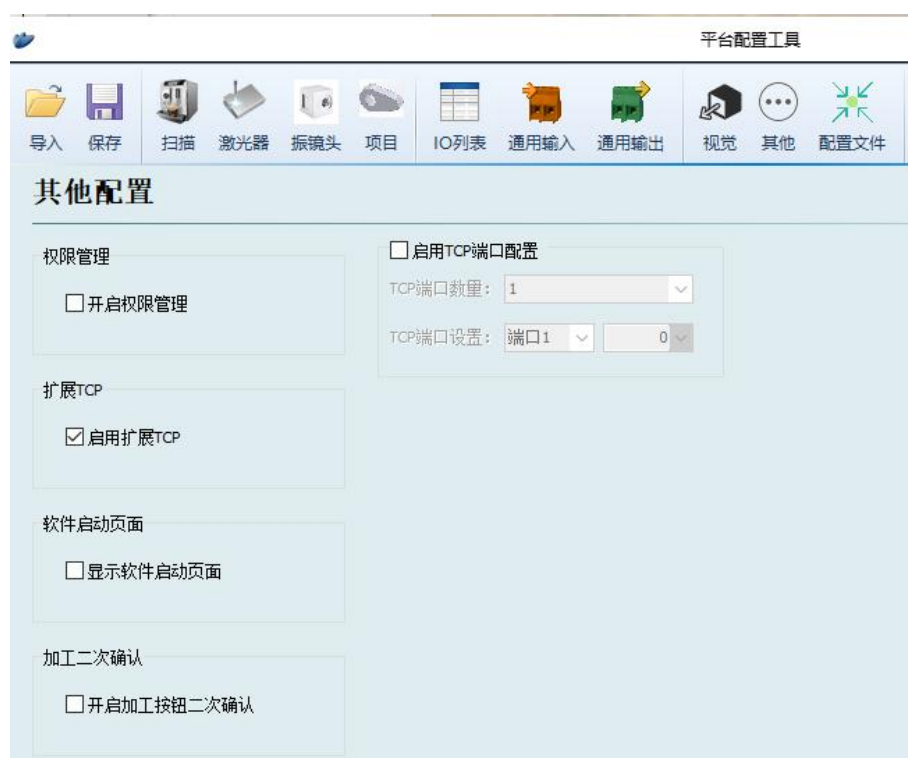 平台配置工具
导入 保存 扫描 激光器 振镜头 项目 IO列表 通用输入 通用输出 视觉 其他 配置文件
其他配置
权限管理
开启权限管理
启用TCP端口配置
TCP端口数量: 1
TCP端口设置: 端口1 0
扩展TCP
启用扩展TCP
软件启动页面
显示软件启动页面
加工二次确认
开启加工按钮二次确认